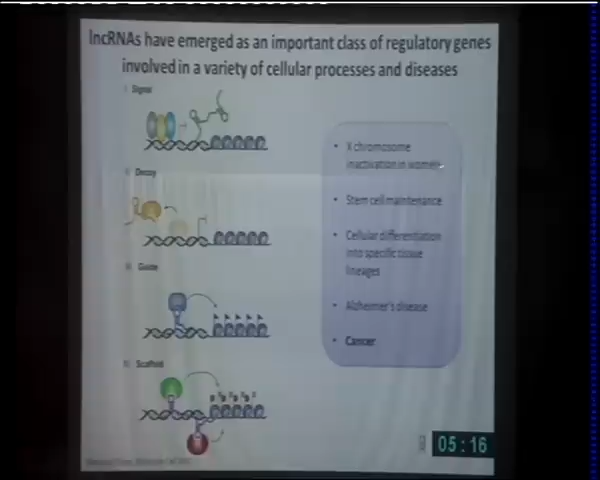 lncRNAs have emerged as an important class of regulatory genes
involved in a variety of cellular processes and diseases
Signal
Decoy
Guide
Scaffold
• X chromosome
inactivation in women
• Stem cell maintenance
• Cellular differentiation
into specific tissue
lineages
• Alzheimer's disease
• Cancer
05:16